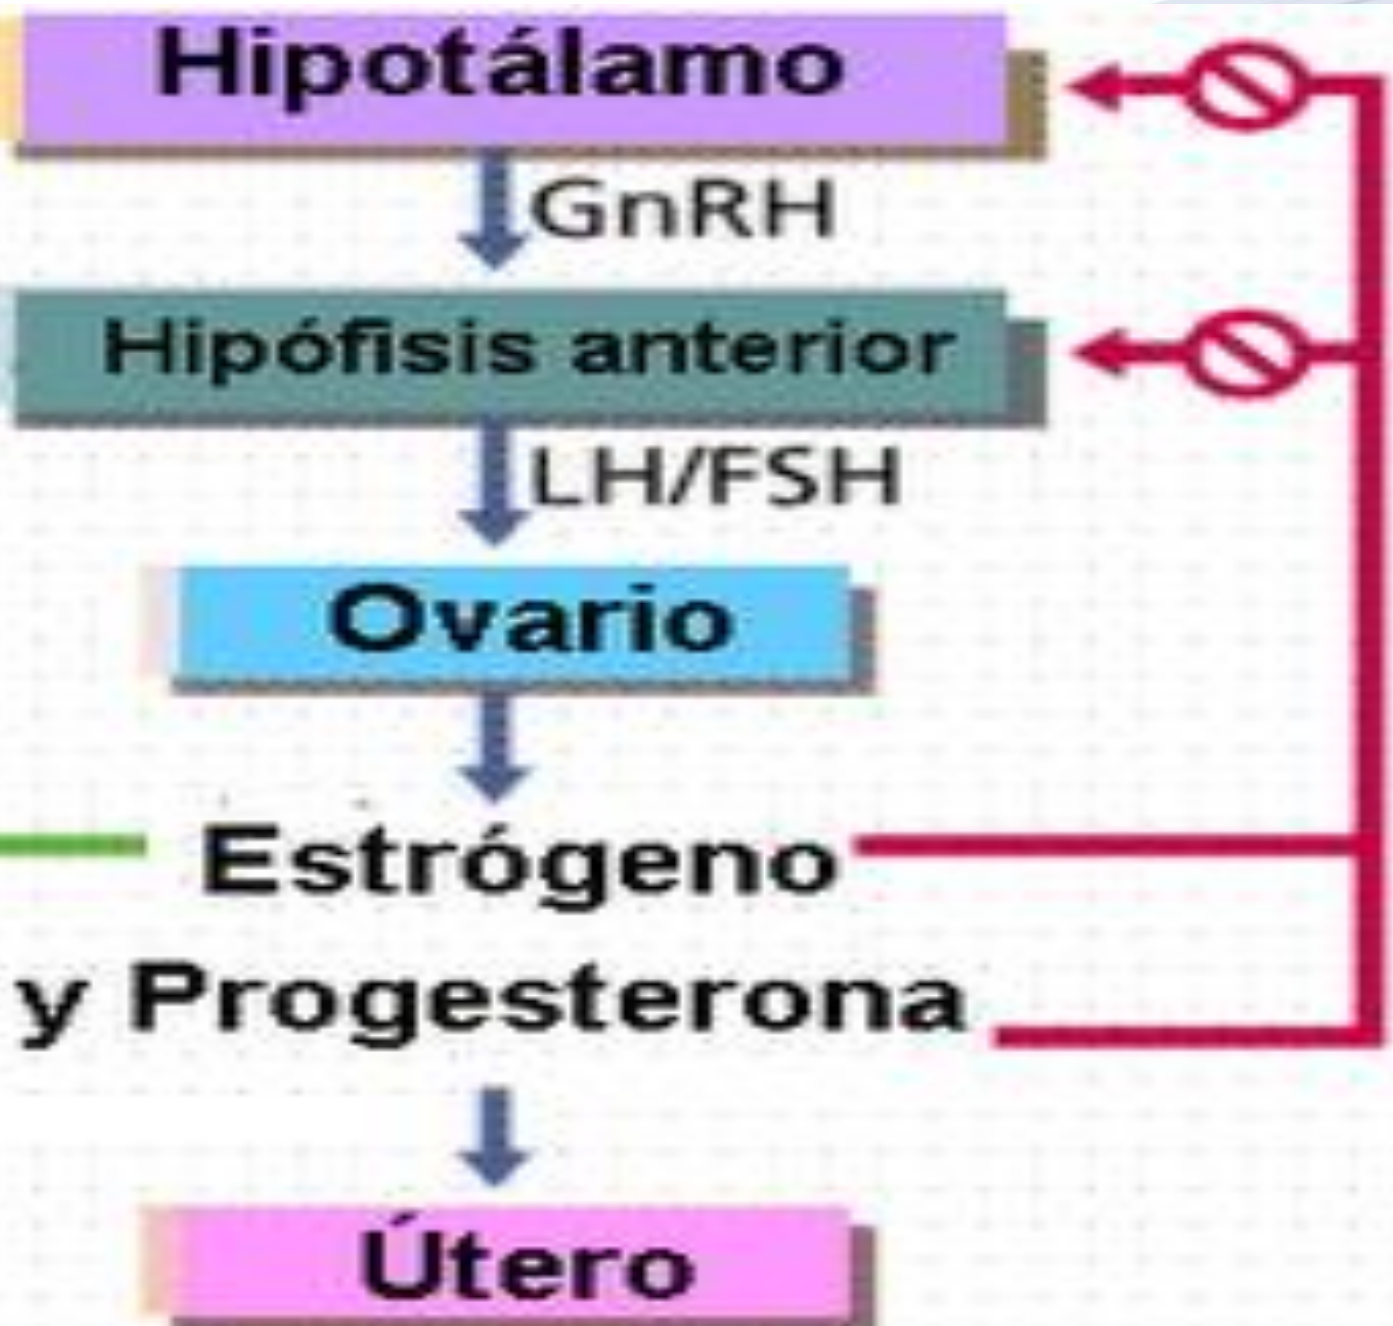 Hipotálamo
GnRH
Hipófisis anterior
LH/FSH
Ovario
Estrógeno
y Progesterona
Útero